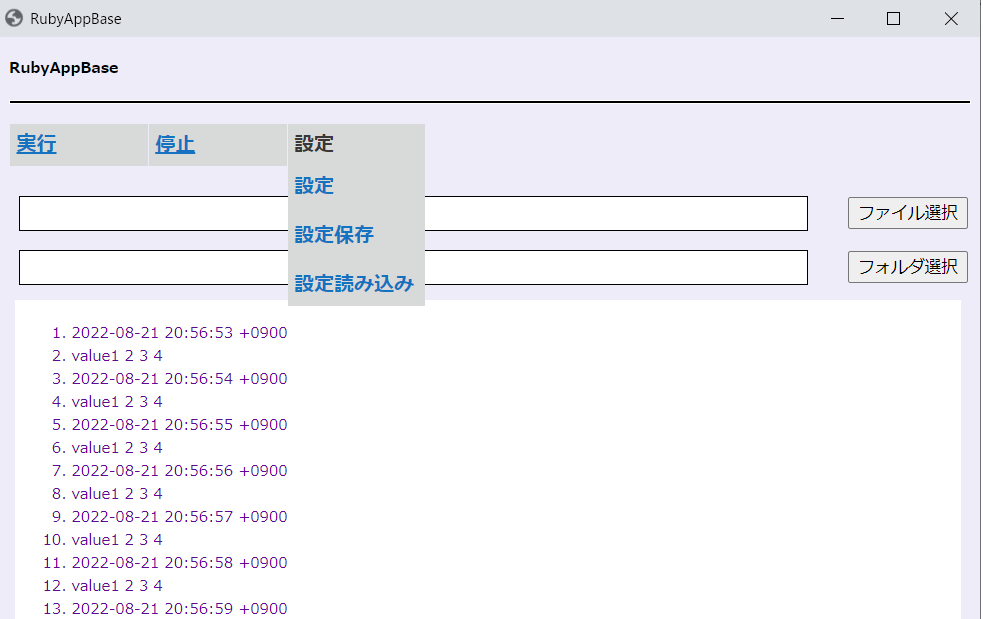 RubyAppBase
RubyAppBase
実行 停止 設定
設定
設定保存
ファイル選択
設定読み込み
フォルダ選択
1. 2022-08-21 20:56:53 +0900
2. value1 2 3 4
3. 2022-08-21 20:56:54 +0900
4. value1 2 3 4
5. 2022-08-21 20:56:55 +0900
6. value1 2 3 4
7. 2022-08-21 20:56:56 +0900
8. value1 2 3 4
9. 2022-08-21 20:56:57 +0900
10. value1 2 3 4
11. 2022-08-21 20:56:58 +0900
12. value1 2 3 4
13. 2022-08-21 20:56:59 +0900